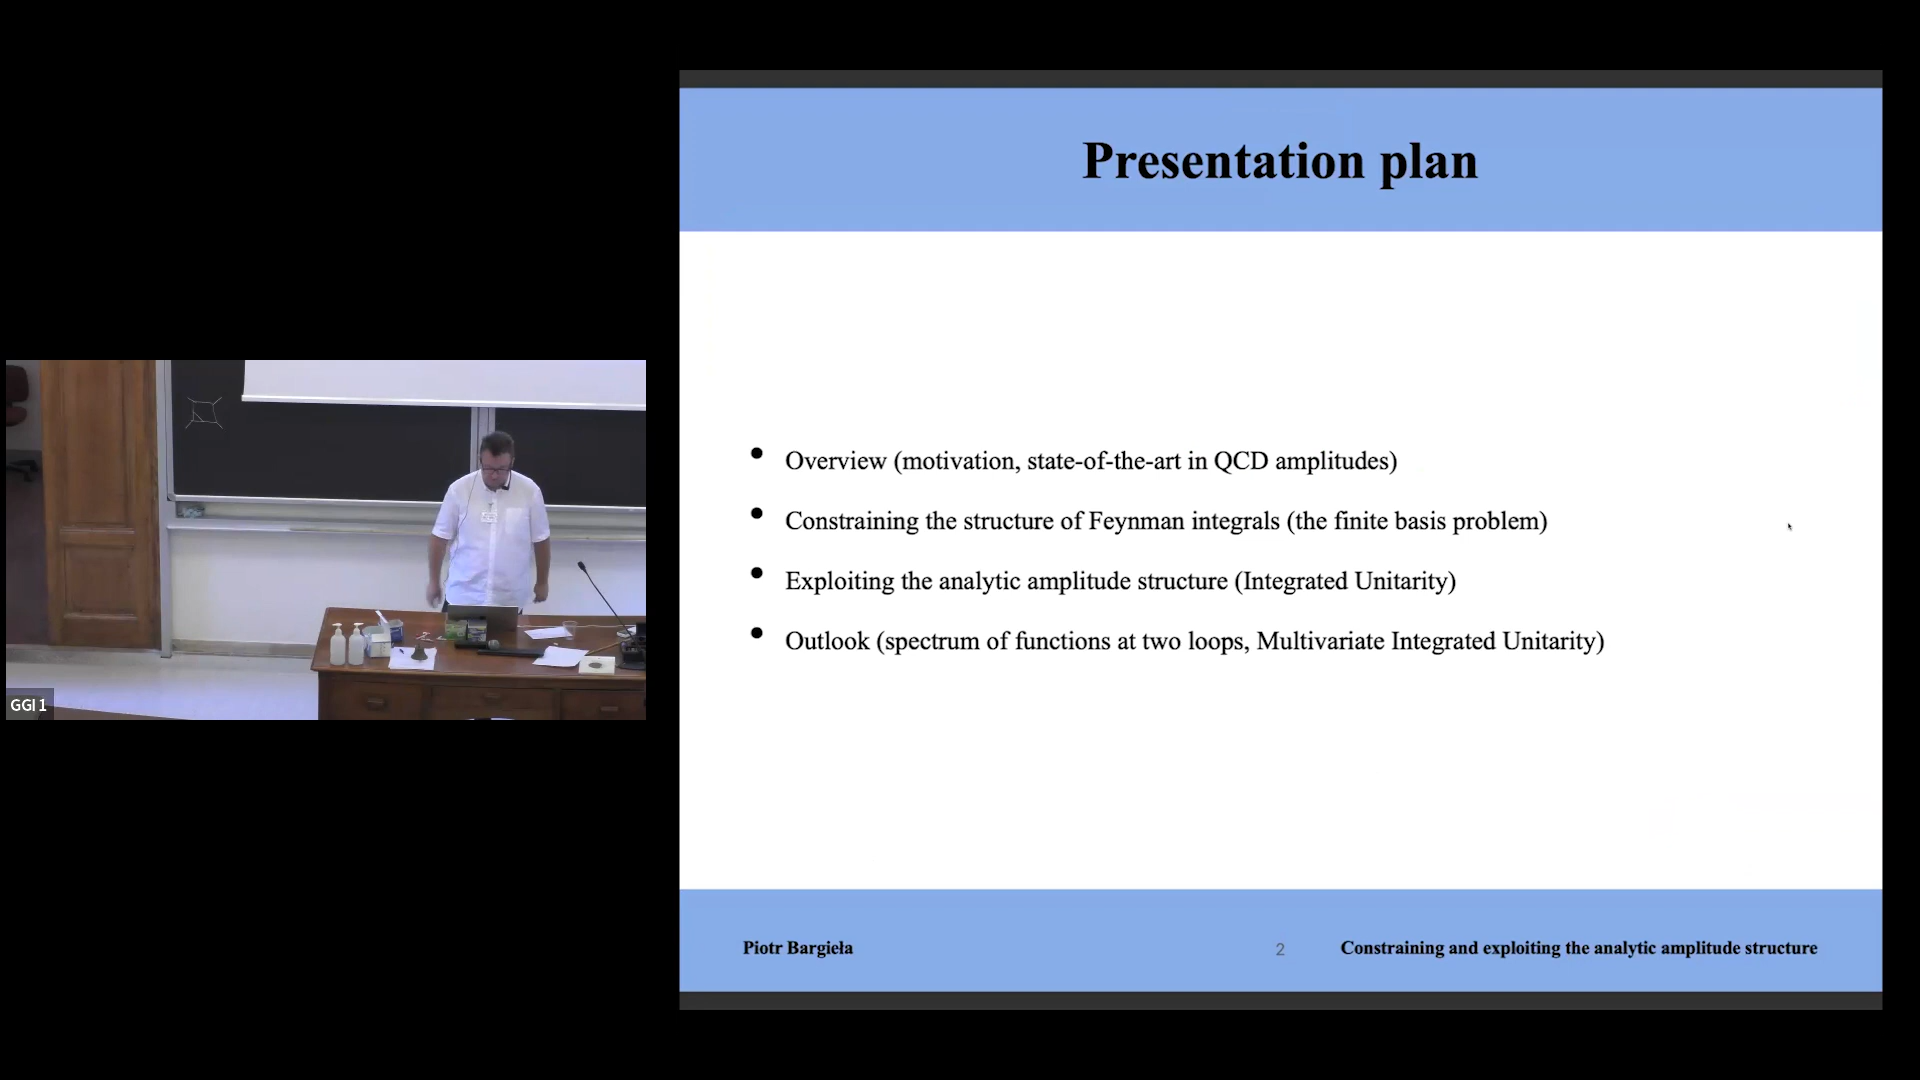 Presentation plan
• Overview (motivation, state-of-the-art in QCD amplitudes)
• Constraining the structure of Feynman integrals (the finite basis problem)
• Exploiting the analytic amplitude structure (Integrated Unitarity)
• Outlook (spectrum of functions at two loops, Multivariate Integrated Unitarity)
GGI 1
Piotr Bargieła
2
Constraining and exploiting the analytic amplitude structure